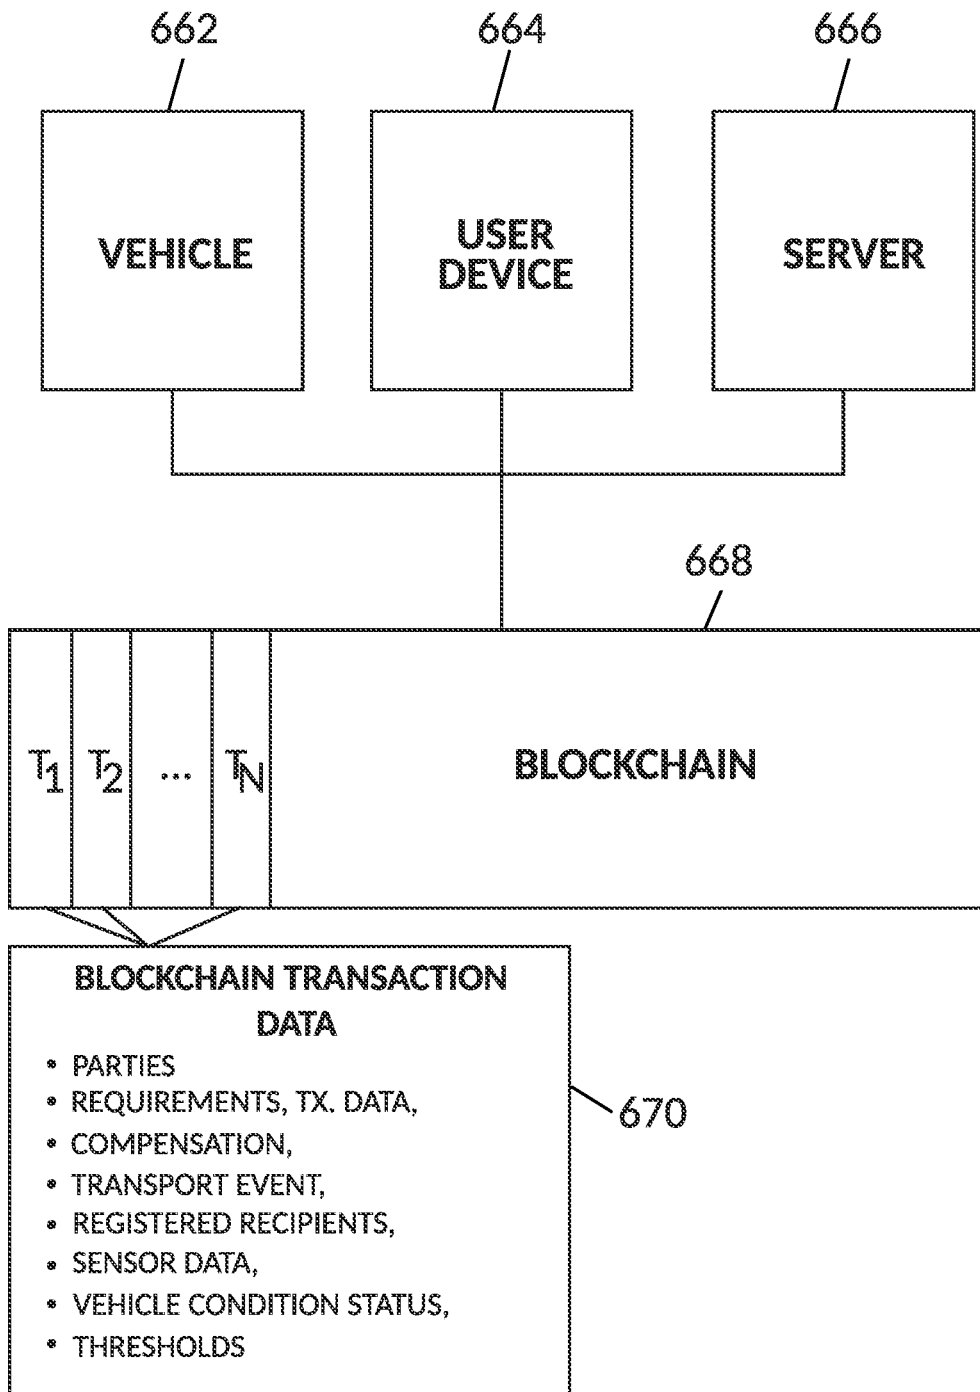 662 664 666
VEHICLE
USER
DEVICE
SERVER
668
T1 T2 ... TN
BLOCKCHAIN
BLOCKCHAIN TRANSACTION
DATA
• PARTIES
• REQUIREMENTS, TX. DATA,
• COMPENSATION,
• TRANSPORT EVENT,
• REGISTERED RECIPIENTS,
• SENSOR DATA,
• VEHICLE CONDITION STATUS,
• THRESHOLDS
670